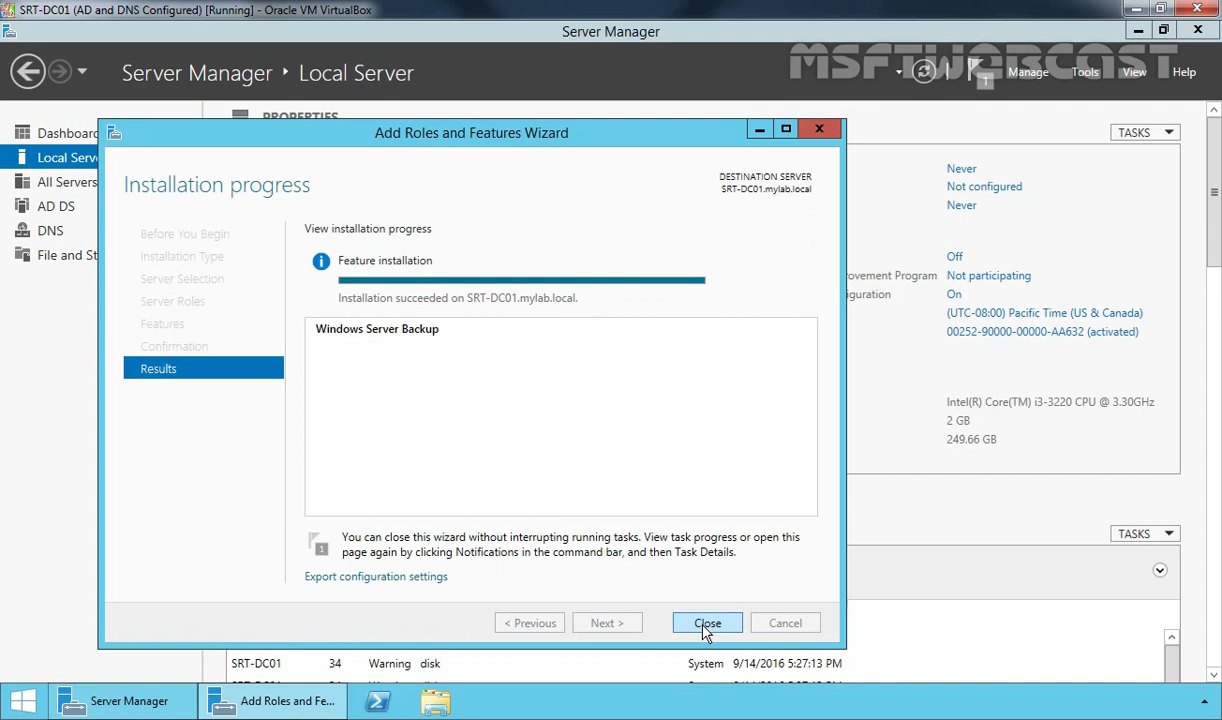 SRT-DC01 (AD and DNS Configured) [Running] - Oracle VM VirtualBox
Server Manager
Server Manager ▸ Local Server
MSFTWEBCAST
1
Manage Tools View Help
Dashboard
Local Serve
All Servers
AD DS
DNS
File and St
PROPERTIES
TASKS
Never
Not configured
Never
Off
ovement Program Not participating
guration On
(UTC-08:00) Pacific Time (US & Canada)
00252-90000-00000-AA632 (activated)
Intel(R) Core(TM) i3-3220 CPU @ 3.30GHz
2 GB
249.66 GB
TASKS
Add Roles and Features Wizard
Installation progress
DESTINATION SERVER
SRT-DC01.mylab.local
Before You Begin
Installation Type
Server Selection
Server Roles
Features
Confirmation
Results
View installation progress
Feature installation
Installation succeeded on SRT-DC01.mylab.local.
Windows Server Backup
1
You can close this wizard without interrupting running tasks. View task progress or open this
page again by clicking Notifications in the command bar, and then Task Details.
Export configuration settings
< Previous Next > Close Cancel
SRT-DC01 34 Warning disk System 9/14/2016 5:27:13 PM
Server Manager Add Roles and Fe...